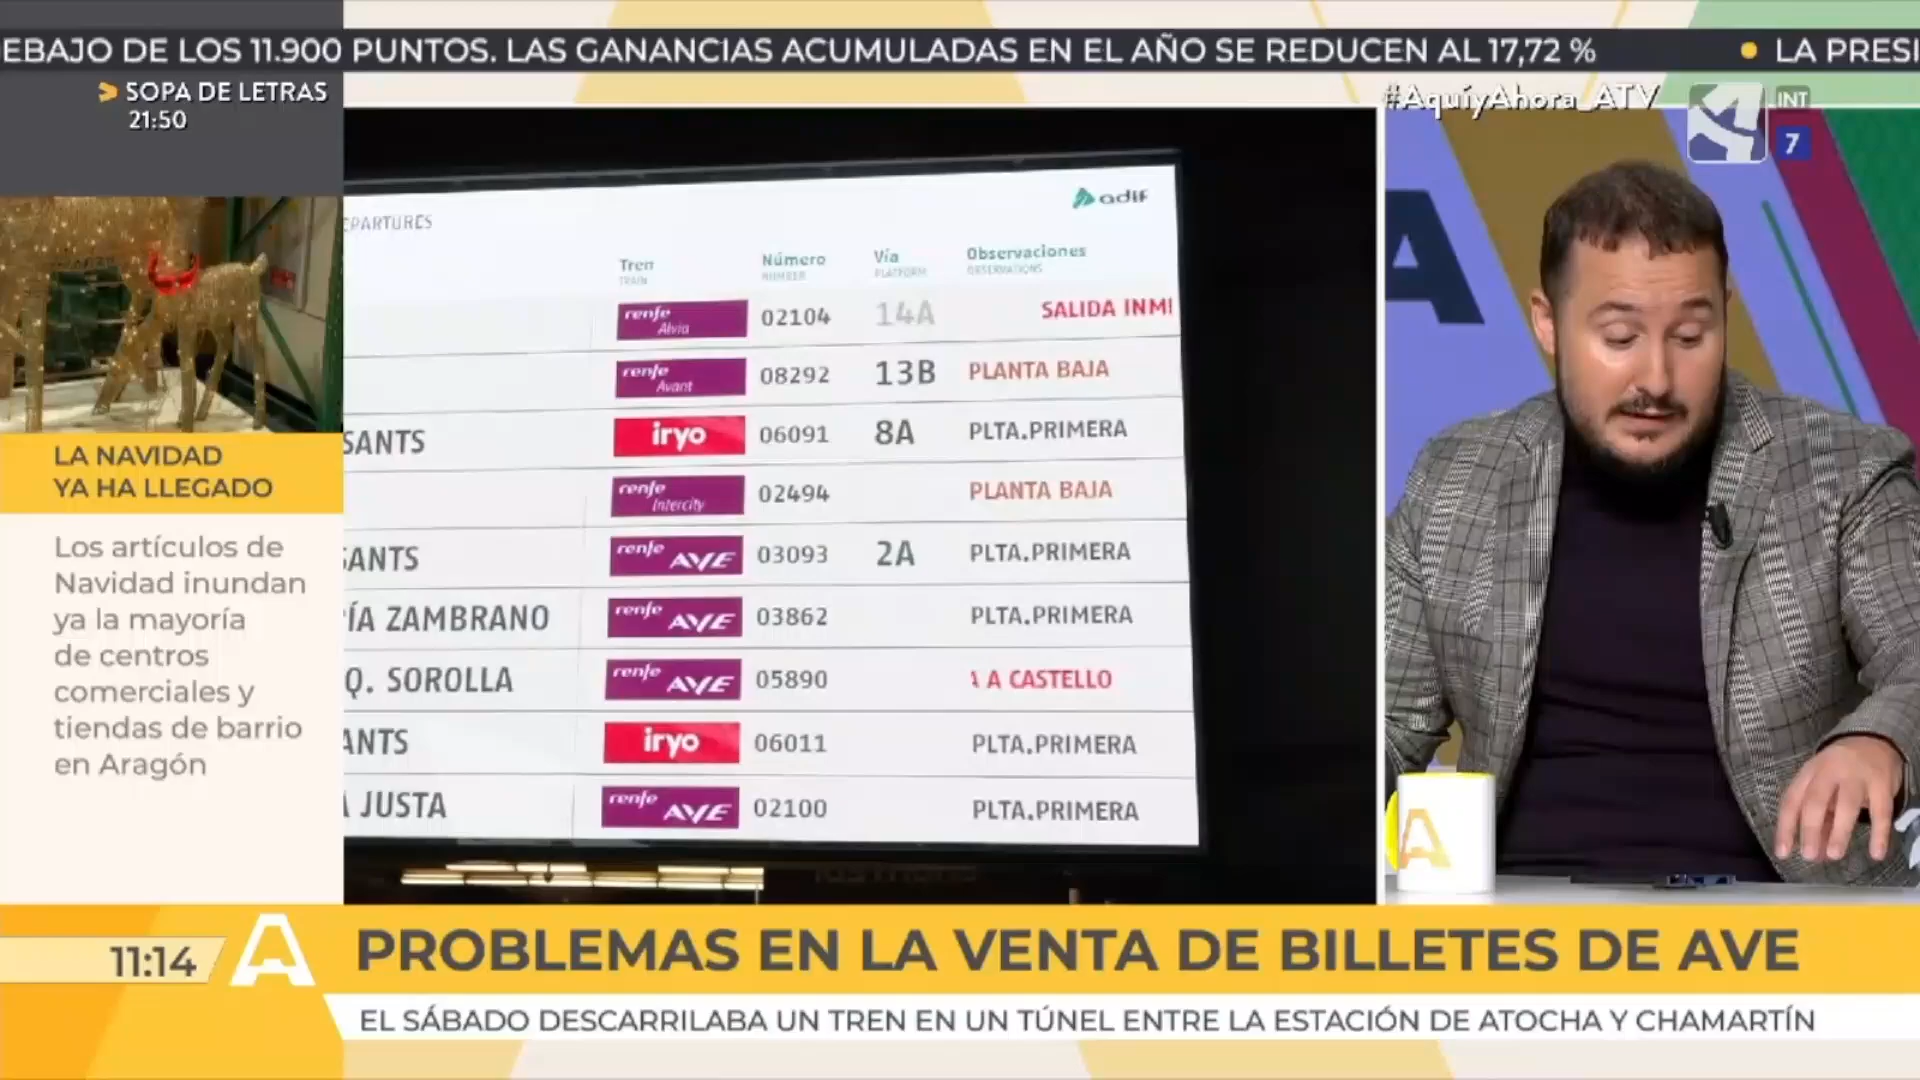 EBAJO DE LOS 11.900 PUNTOS. LAS GANANCIAS ACUMULADAS EN EL AÑO SE REDUCEN AL 17,72 % ● LA PRESI
SOPA DE LETRAS
21:50
#AquíyAhora_ATV
INT
7
LA NAVIDAD
YA HA LLEGADO
Los artículos de
Navidad inundan
ya la mayoría
de centros
comerciales y
tiendas de barrio
en Aragón
adif
EPARTURES
Tren Número Vía Observaciones
TRAIN NUMBER PLATFORM OBSERVATIONS
renfe Alvia 02104 14A SALIDA INMI
renfe Avant 08292 13B PLANTA BAJA
SANTS iryo 06091 8A PLTA.PRIMERA
renfe Intercity 02494 PLANTA BAJA
SANTS renfe AVE 03093 2A PLTA.PRIMERA
ÍA ZAMBRANO renfe AVE 03862 PLTA.PRIMERA
Q. SOROLLA renfe AVE 05890 A CASTELLO
ANTS iryo 06011 PLTA.PRIMERA
A JUSTA renfe AVE 02100 PLTA.PRIMERA
A
A
11:14
A
PROBLEMAS EN LA VENTA DE BILLETES DE AVE
EL SÁBADO DESCARRILABA UN TREN EN UN TÚNEL ENTRE LA ESTACIÓN DE ATOCHA Y CHAMARTÍN